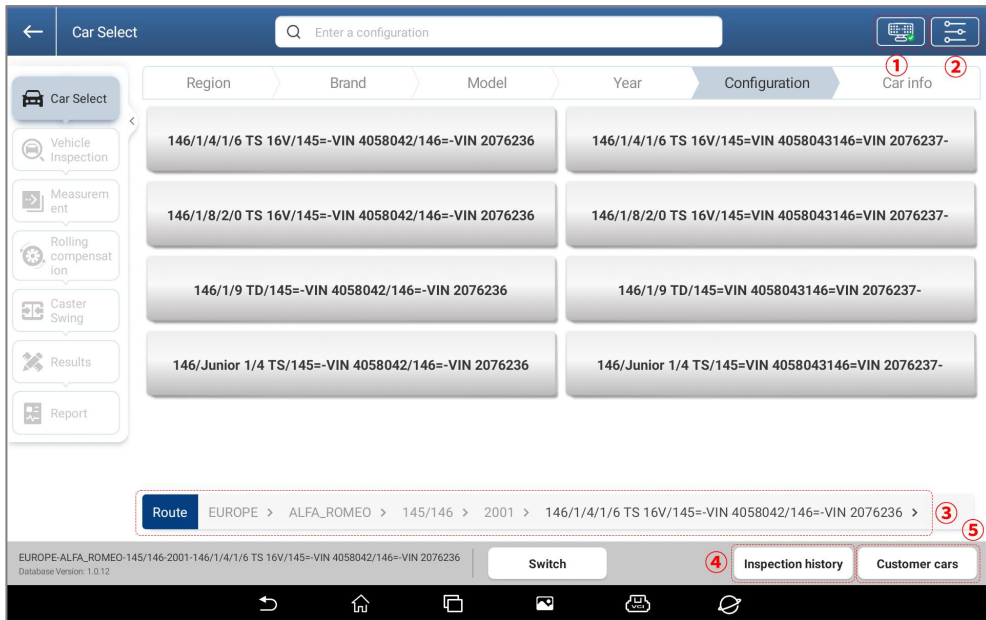 Car Select
Enter a configuration
①
②
Region
Brand
Model
Year
Configuration
Car info
Car Select
Vehicle
Inspection
Measurem
ent
Rolling
compensat
ion
Caster
Swing
Results
Report
146/1/4/1/6 TS 16V/145=-VIN 4058042/146=-VIN 2076236
146/1/4/1/6 TS 16V/145=VIN 4058043146=VIN 2076237-
146/1/8/2/0 TS 16V/145=-VIN 4058042/146=-VIN 2076236
146/1/8/2/0 TS 16V/145=VIN 4058043146=VIN 2076237-
146/1/9 TD/145=-VIN 4058042/146=-VIN 2076236
146/1/9 TD/145=VIN 4058043146=VIN 2076237-
146/Junior 1/4 TS/145=-VIN 4058042/146=-VIN 2076236
146/Junior 1/4 TS/145=VIN 4058043146=VIN 2076237-
Route EUROPE > ALFA_ROMEO > 145/146 > 2001 > 146/1/4/1/6 TS 16V/145=-VIN 4058042/146=-VIN 2076236 >
③
⑤
EUROPE-ALFA_ROMEO-145/146-2001-146/1/4/1/6 TS 16V/145=-VIN 4058042/146=-VIN 2076236
Database Version: 1.0.12
Switch
④
Inspection history
Customer cars
VCI